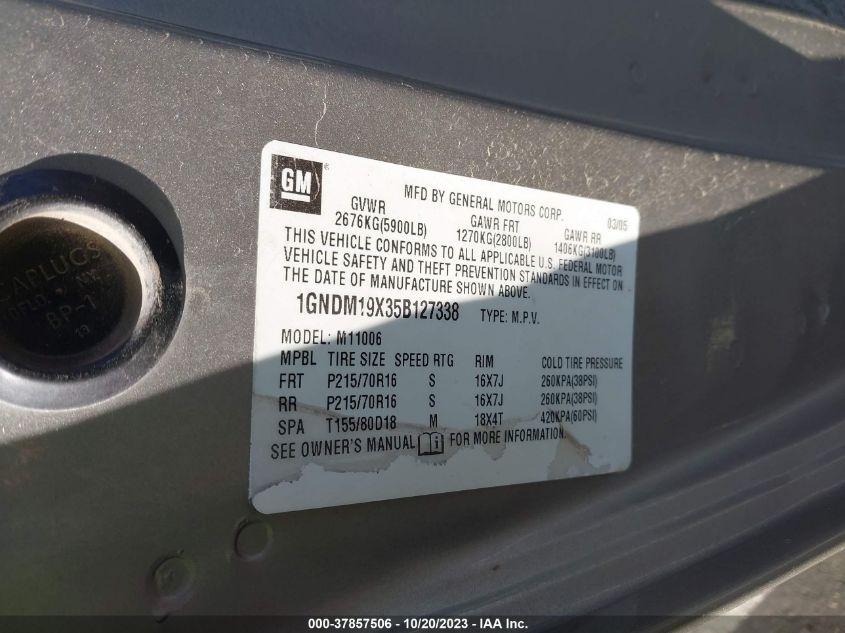 GM ®
MFD BY GENERAL MOTORS CORP. 03/05
GVWR GAWR FRT GAWR RR
2676KG(5900LB) 1270KG(2800LB) 1406KG(3100LB)
THIS VEHICLE CONFORMS TO ALL APPLICABLE U.S. FEDERAL MOTOR
VEHICLE SAFETY AND THEFT PREVENTION STANDARDS IN EFFECT ON
THE DATE OF MANUFACTURE SHOWN ABOVE.
1GNDM19X35B127338 TYPE: M.P.V.
MODEL: M11006
MPBL TIRE SIZE SPEED RTG RIM COLD TIRE PRESSURE
FRT P215/70R16 S 16X7J 260KPA(38PSI)
RR P215/70R16 S 16X7J 260KPA(38PSI)
SPA T155/80D18 M 18X4T 420KPA(60PSI)
SEE OWNER'S MANUAL FOR MORE INFORMATION.
CAPLUGS
BP-1
000-37857506 - 10/20/2023 - IAA Inc.